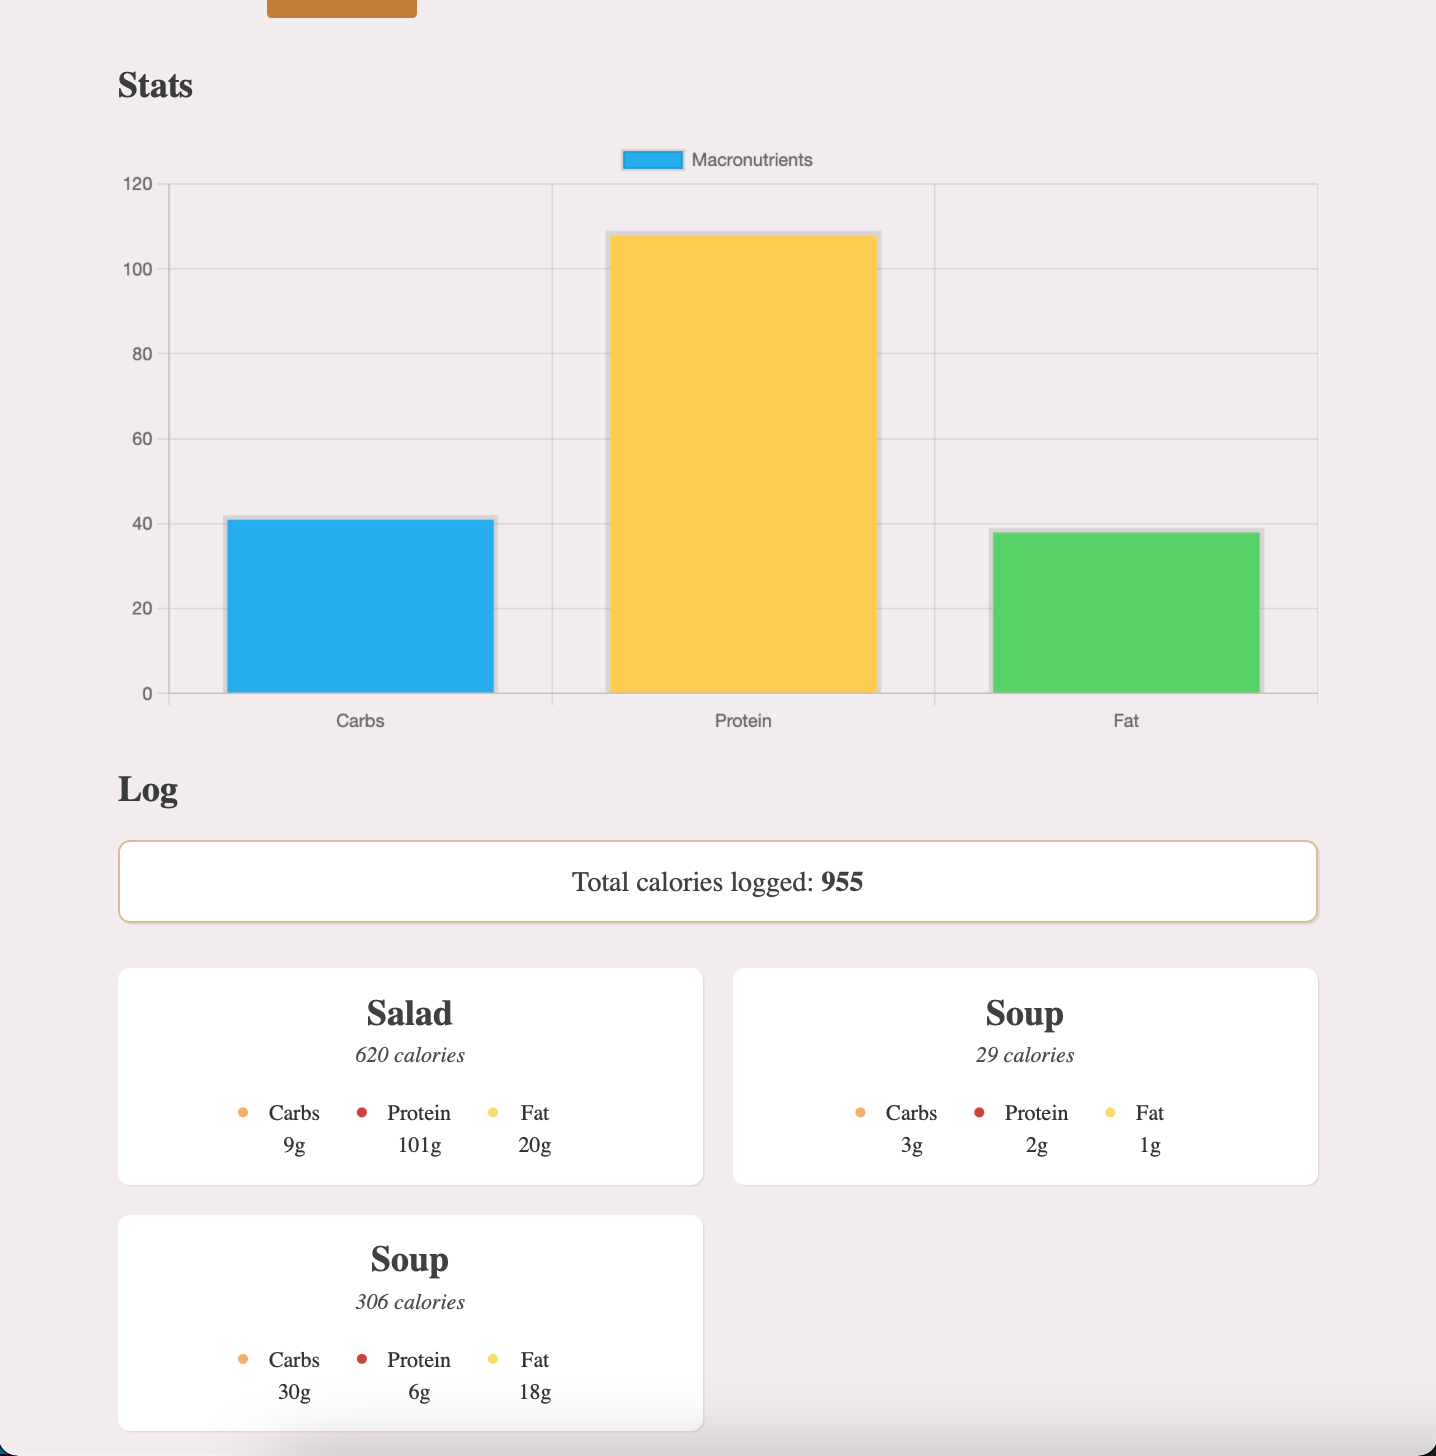 Stats
Macronutrients
120
100
80
60
40
20
0
Carbs Protein Fat
Log
Total calories logged: 955
Salad
620 calories
Carbs Protein Fat
9g 101g 20g
Soup
29 calories
Carbs Protein Fat
3g 2g 1g
Soup
306 calories
Carbs Protein Fat
30g 6g 18g